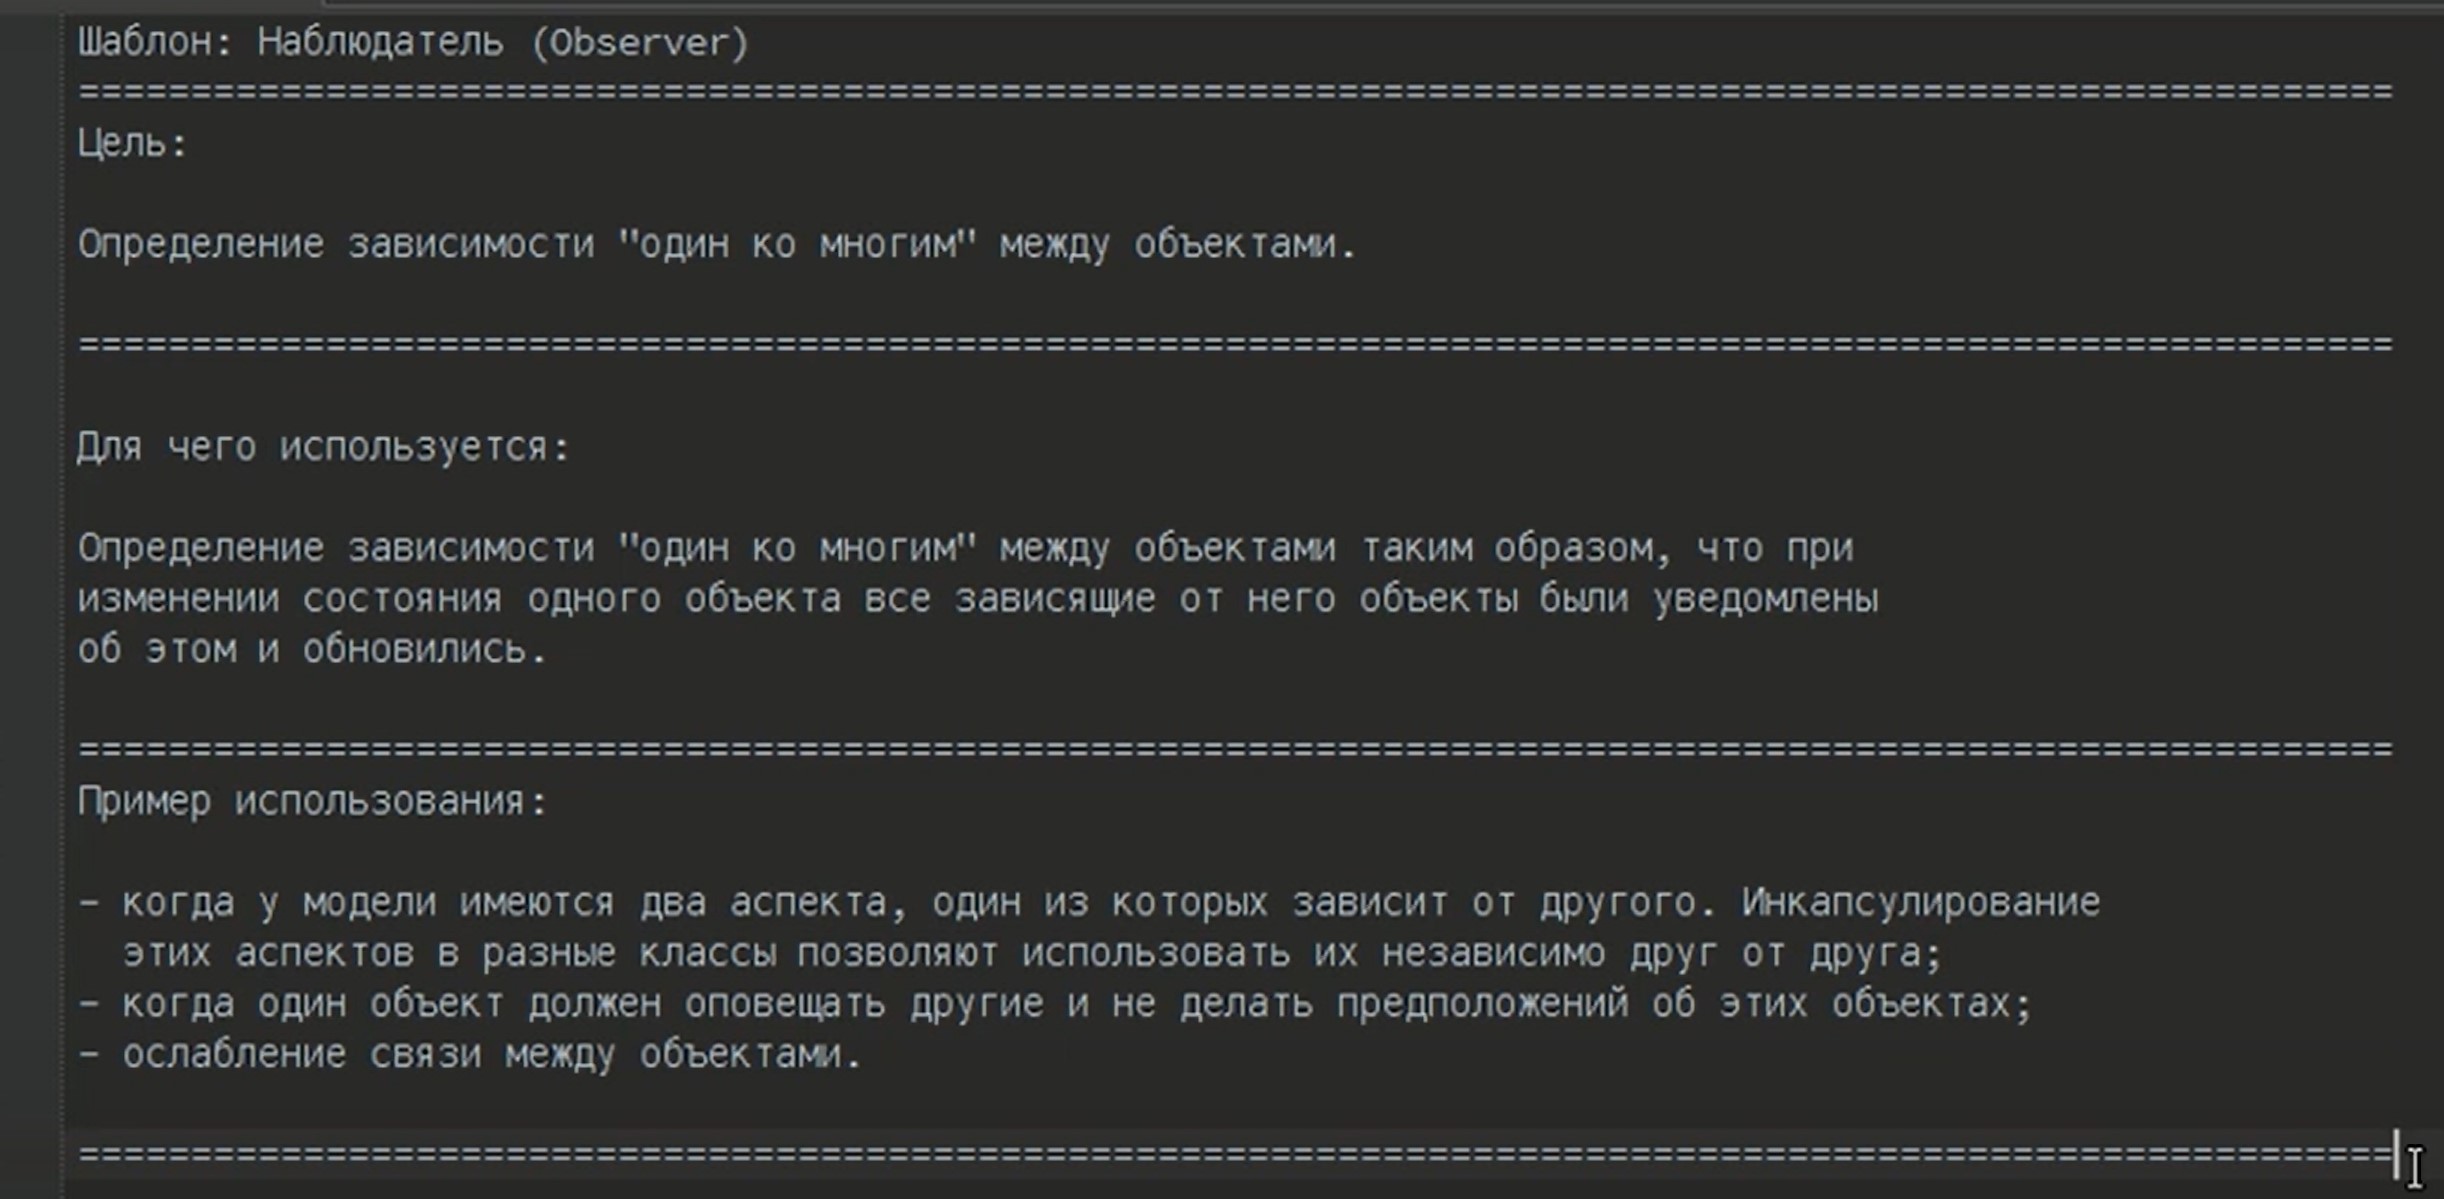 Шаблон: Наблюдатель (Observer)
=======================================================================================================
Цель:
Определение зависимости "один ко многим" между объектами.
=======================================================================================================
Для чего используется:
Определение зависимости "один ко многим" между объектами таким образом, что при
изменении состояния одного объекта все зависящие от него объекты были уведомлены
об этом и обновились.
=======================================================================================================
Пример использования:
- когда у модели имеются два аспекта, один из которых зависит от другого. Инкапсулирование
этих аспектов в разные классы позволяют использовать их независимо друг от друга;
- когда один объект должен оповещать другие и не делать предположений об этих объектах;
- ослабление связи между объектами.
=======================================================================================================